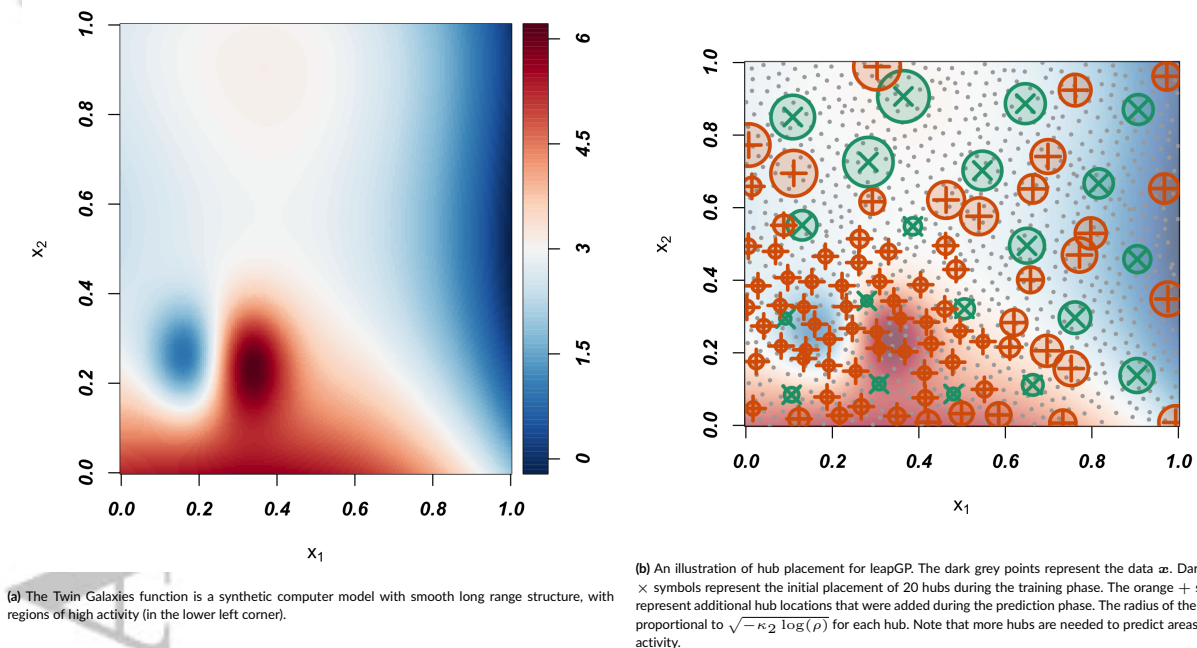 1.0
0.8
0.6
0.4
0.2
0.0
x2
0.0 0.2 0.4 0.6 0.8 1.0
x1
6
4.5
3
1.5
0
(a) The Twin Galaxies function is a synthetic computer model with smooth long range structure, with
regions of high activity (in the lower left corner).
1.0
0.8
0.6
0.4
0.2
0.0
x2
0.0 0.2 0.4 0.6 0.8 1.0
x1
(b) An illustration of hub placement for leapGP. The dark grey points represent the data x. Dar
× symbols represent the initial placement of 20 hubs during the training phase. The orange + s
represent additional hub locations that were added during the prediction phase. The radius of the
proportional to √−κ2 log(ρ) for each hub. Note that more hubs are needed to predict areas
activity.